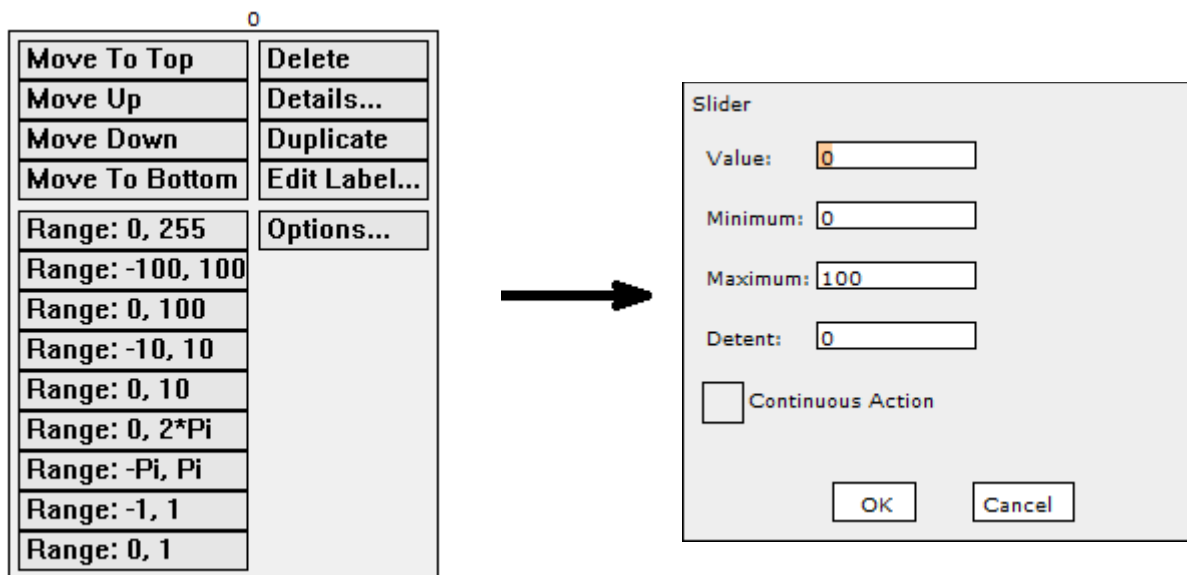 0
Move To Top
Move Up
Move Down
Move To Bottom
Delete
Details...
Duplicate
Edit Label...
Range: 0, 255
Range: -100, 100
Range: 0, 100
Range: -10, 10
Range: 0, 10
Range: 0, 2*Pi
Range: -Pi, Pi
Range: -1, 1
Range: 0, 1
Options...
Slider
Value: 0
Minimum: 0
Maximum: 100
Detent: 0
Continuous Action
OK Cancel